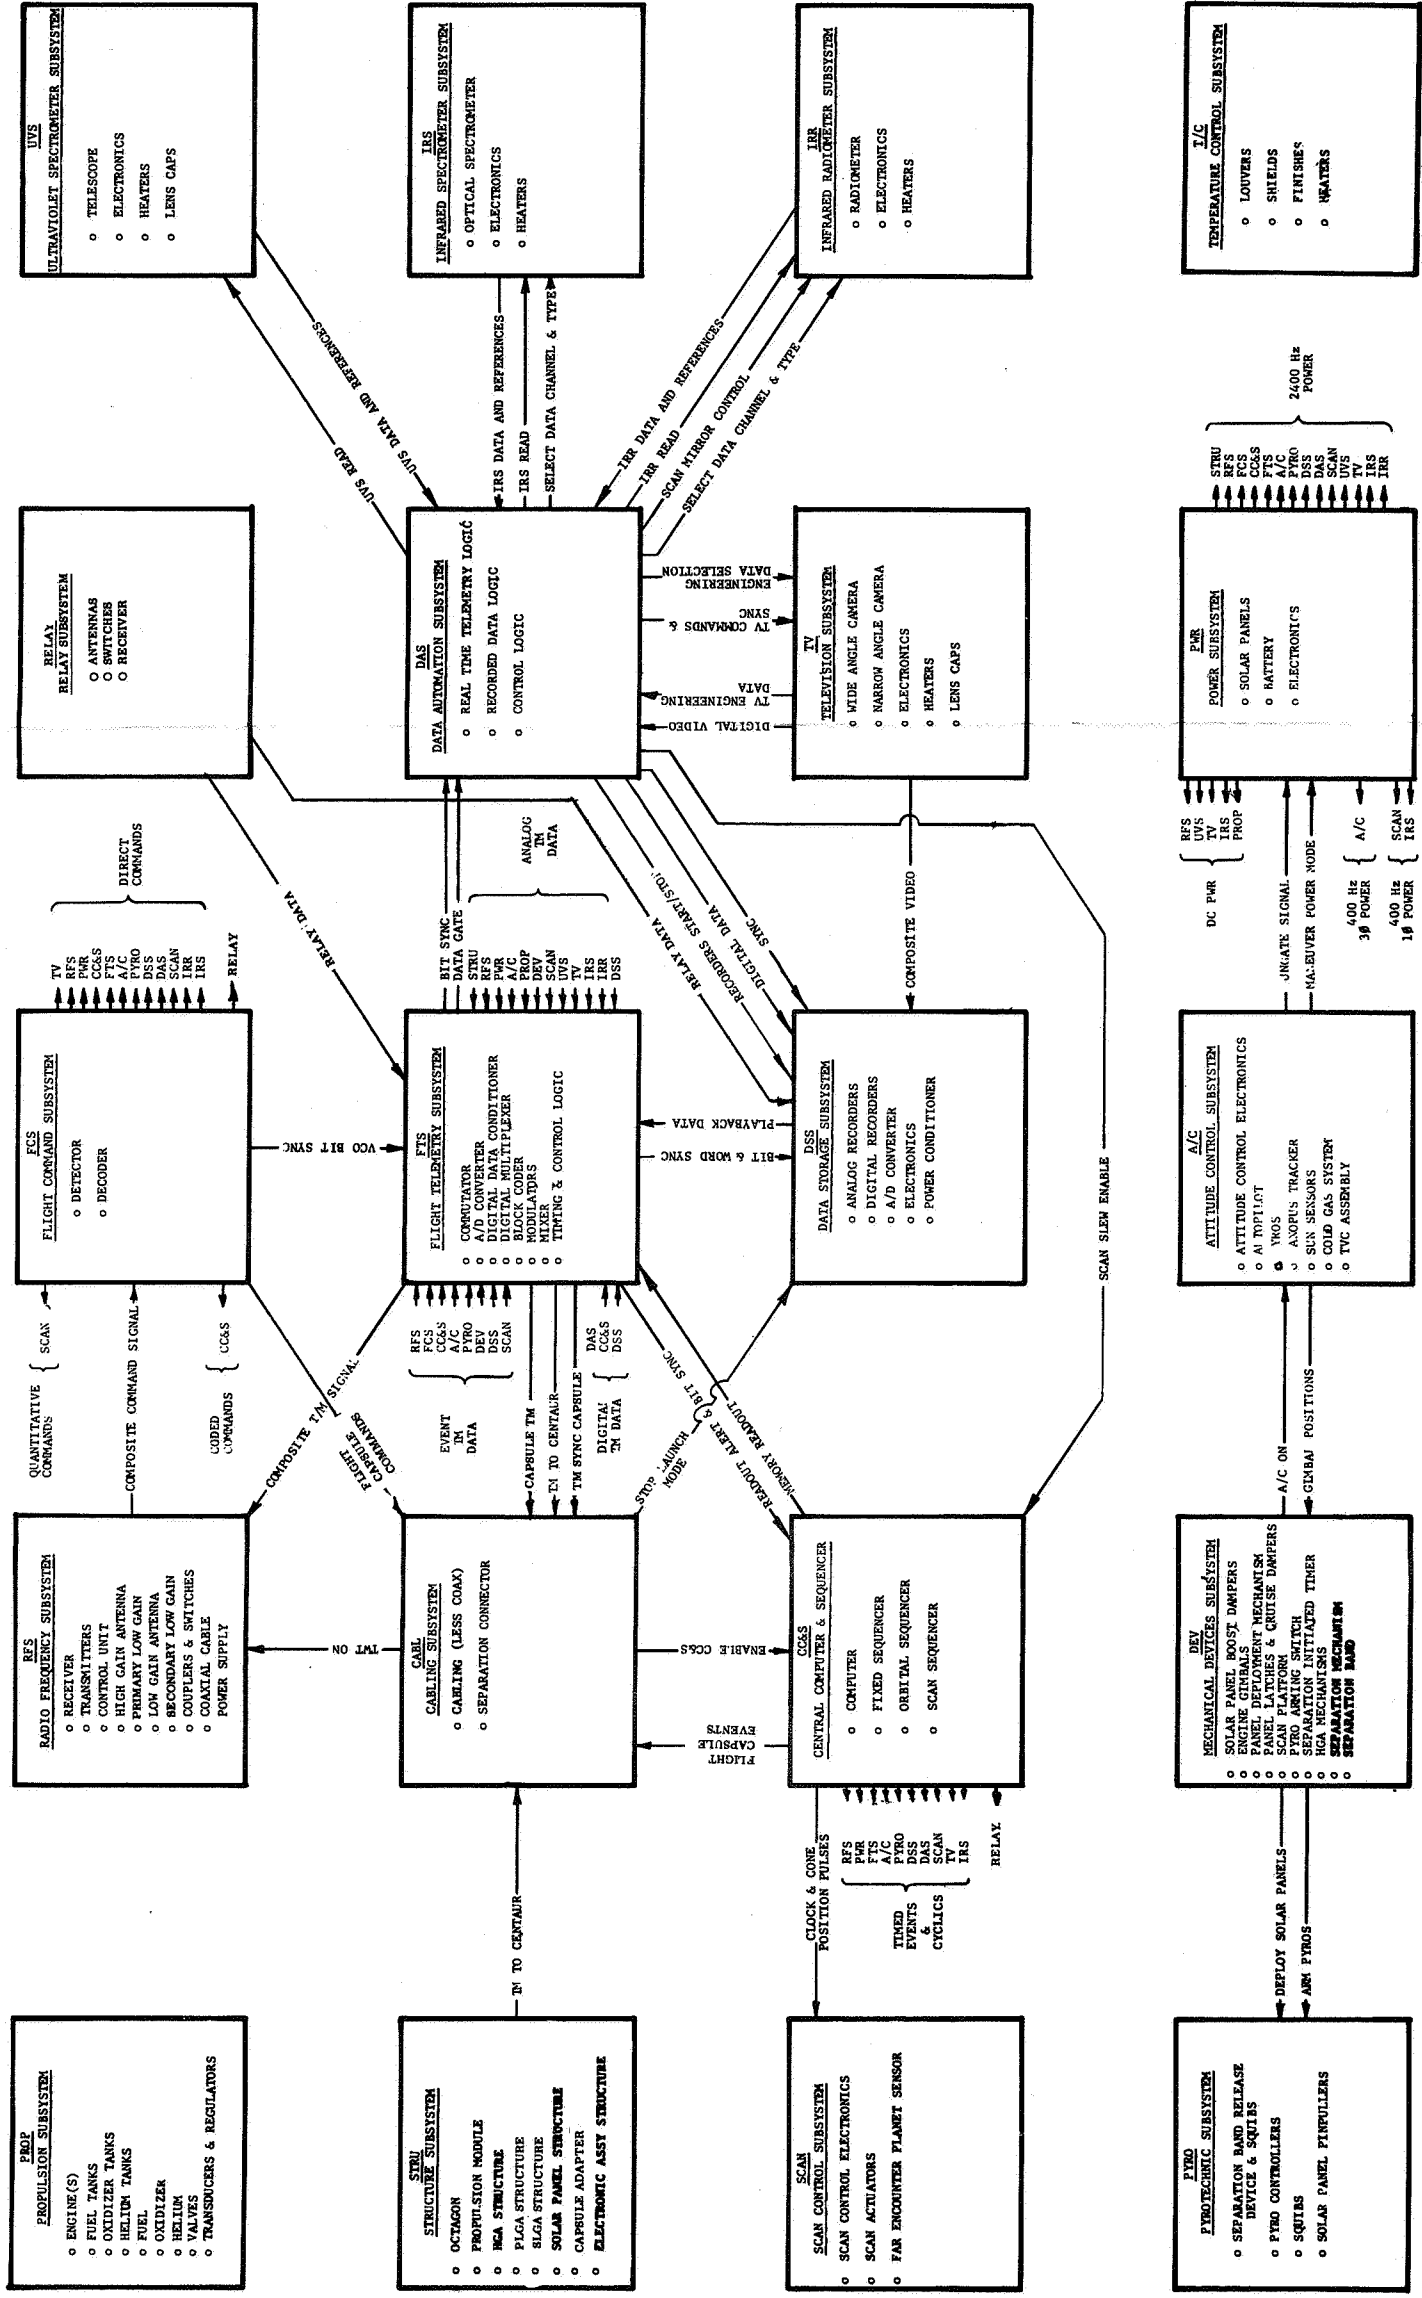 PROP
PROPULSION SUBSYSTEM
o ENGINE(S)
o FUEL TANKS
o OXIDIZER TANKS
o HELIUM TANKS
o FUEL
o OXIDIZER
o HELIUM
o VALVES
o TRANSDUCERS & REGULATORS
RFS
RADIO FREQUENCY SUBSYSTEM
o RECEIVER
o TRANSMITTERS
o CONTROL UNIT
o HIGH GAIN ANTENNA
o PRIMARY LOW GAIN
o LOW GAIN ANTENNA
o SECONDARY LOW GAIN
o COUPLERS & SWITCHES
o COAXIAL CABLE
POWER SUPPLY
QUANTITATIVE
COMMANDS
SCAN
COMPOSITE COMMAND SIGNAL
CODED
COMMANDS
CC&S
FCS
FLIGHT COMMAND SUBSYSTEM
o DETECTOR
o DECODER
TV
RFS
PWR
CC&S
FTS
A/C
PYRO
DSS
DAS
SCAN
IRR
IRS
RELAY
DIRECT
COMMANDS
RELAY
RELAY SUBSYSTEM
o ANTENNAS
o SWITCHES
o RECEIVER
UVS
ULTRAVIOLET SPECTROMETER SUBSYSTEM
o TELESCOPE
o ELECTRONICS
o HEATERS
o LENS CAPS
TWT ON
COMPOSITE T/M SIGNAL
FLIGHT
CAPSULE
COMMANDS
VCO BIT SYNC
RELAY DATA
UVS READ
UVS DATA AND REFERENCES
STRU
STRUCTURE SUBSYSTEM
o OCTAGON
o PROPULSION MODULE
o HGA STRUCTURE
o PLGA STRUCTURE
o SLGA STRUCTURE
o SOLAR PANEL STRUCTURE
o CAPSULE ADAPTER
o ELECTRONIC ASSY STRUCTURE
TM TO CENTAUR
CABL
CABLING SUBSYSTEM
o CABLING (LESS COAX)
o SEPARATION CONNECTOR
RFS
FCS
CC&S
A/C
PYRO
DEV
DSS
SCAN
EVENT
TM
DATA
CAPSULE TM
TM TO CENTAUR
TM SYNC CAPSULE
DAS
CC&S
DSS
DIGITAL
TM DATA
FTS
FLIGHT TELEMETRY SUBSYSTEM
o COMMUTATOR
o A/D CONVERTER
o DIGITAL DATA CONDITIONER
o DIGITAL MULTIPLEXER
o BLOCK CODER
o MODULATORS
o MIXER
o TIMING & CONTROL LOGIC
BIT SYNC
DATA GATE
STRU
RFS
PWR
A/C
PROP
DEV
SCAN
UVS
TV
IRS
IRR
DSS
ANALOG
TM
DATA
DAS
DATA AUTOMATION SUBSYSTEM
o REAL TIME TELEMETRY LOGIC
o RECORDED DATA LOGIC
o CONTROL LOGIC
IRS DATA AND REFERENCES
IRS READ
SELECT DATA CHANNEL & TYPE
IRS
INFRARED SPECTROMETER SUBSYSTEM
o OPTICAL SPECTROMETER
o ELECTRONICS
o HEATERS
FLIGHT
CAPSULE
EVENTS
ENABLE CC&S
STOP LAUNCH
MODE
READOUT ALERT & BIT SYNC
MEMORY READOUT
BIT & WORD SYNC
PLAYBACK DATA
RELAY DATA
RECORDERS START/STOP
DIGITAL DATA
SYNC
DIGITAL VIDEO
TV ENGINEERING
DATA
TV COMMANDS &
SYNC
ENGINEERING
DATA SELECTION
IRR DATA AND REFERENCES
IRR READ
SCAN MIRROR CONTROL
SELECT DATA CHANNEL & TYPE
SCAN
SCAN CONTROL SUBSYSTEM
o SCAN CONTROL ELECTRONICS
o SCAN ACTUATORS
o FAR ENCOUNTER PLANET SENSOR
CLOCK & CONE
POSITION PULSES
RFS
PWR
FTS
A/C
PYRO
DSS
DAS
SCAN
TV
IRS
TIMED
EVENTS
&
CYCLICS
RELAY
CC&S
CENTRAL COMPUTER & SEQUENCER
o COMPUTER
o FIXED SEQUENCER
o ORBITAL SEQUENCER
o SCAN SEQUENCER
DSS
DATA STORAGE SUBSYSTEM
o ANALOG RECORDERS
o DIGITAL RECORDERS
o A/D CONVERTER
o ELECTRONICS
o POWER CONDITIONER
COMPOSITE VIDEO
SCAN SLEW ENABLE
TV
TELEVISION SUBSYSTEM
o WIDE ANGLE CAMERA
o NARROW ANGLE CAMERA
o ELECTRONICS
o HEATERS
o LENS CAPS
IRR
INFRARED RADIOMETER SUBSYSTEM
o RADIOMETER
o ELECTRONICS
o HEATERS
PYRO
PYROTECHNIC SUBSYSTEM
o SEPARATION BAND RELEASE
DEVICE & SQUIBS
o PYRO CONTROLLERS
o SQUIBS
o SOLAR PANEL PINPULLERS
DEPLOY SOLAR PANELS
ARM PYROS
DEV
MECHANICAL DEVICES SUBSYSTEM
o SOLAR PANEL BOOST DAMPERS
o ENGINE GIMBALS
o PANEL DEPLOYMENT MECHANISM
o PANEL LATCHES & CRUISE DAMPERS
o SCAN PLATFORM
o PYRO ARMING SWITCH
o SEPARATION INITIATED TIMER
o HGA MECHANISMS
o SEPARATION MECHANISM
o SEPARATION BAND
A/C ON
GIMBAL POSITIONS
A/C
ATTITUDE CONTROL SUBSYSTEM
o ATTITUDE CONTROL ELECTRONICS
o AUTOPILOT
o YROS
o ANOPUS TRACKER
o SUN SENSORS
o COLD GAS SYSTEM
o TVC ASSEMBLY
UNGATE SIGNAL
MANEUVER POWER MODE
DC PWR
RFS
UVS
TV
IRS
PROP
400 Hz
3Ø POWER
A/C
400 Hz
1Ø POWER
SCAN
IRS
PWR
POWER SUBSYSTEM
o SOLAR PANELS
o BATTERY
o ELECTRONICS
STRU
RFS
FCS
CC&S
FTS
A/C
PYRO
DSS
DAS
SCAN
UVS
TV
IRS
IRR
2400 Hz
POWER
T/C
TEMPERATURE CONTROL SUBSYSTEM
o LOUVERS
o SHIELDS
o FINISHES
o HEATERS